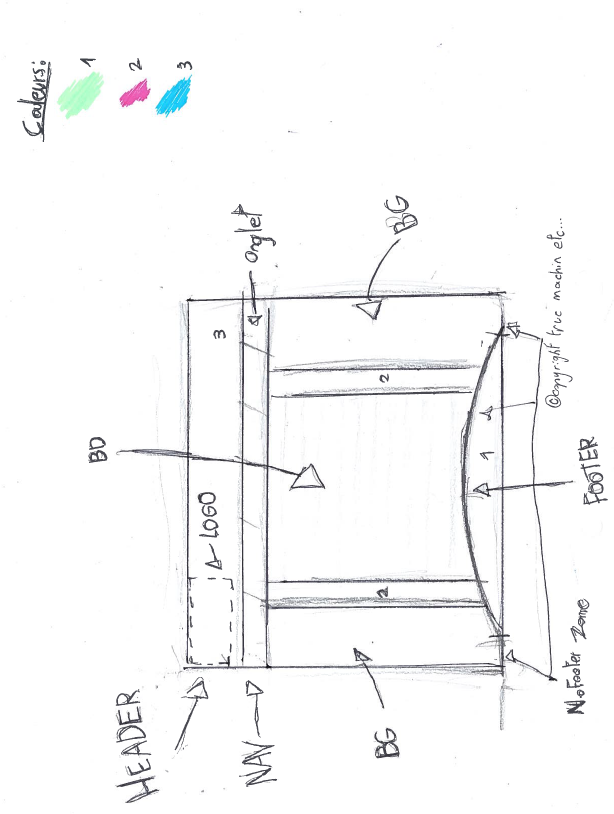 Couleurs:
1
2
3
HEADER
LOGO
3
NAV
onglet
BD
BG
BG
2
2
1
FOOTER
©copyright truc machin etc...
No Footer Zone